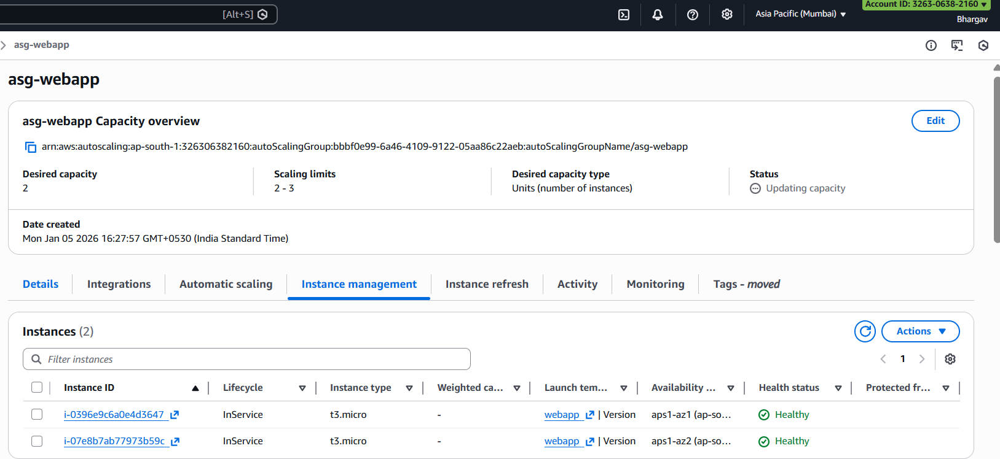 [Alt+S]
Asia Pacific (Mumbai)
Account ID: 3263-0638-2160
Bhargav
asg-webapp
asg-webapp
asg-webapp Capacity overview
Edit
arn:aws:autoscaling:ap-south-1:326306382160:autoScalingGroup:bbbf0e99-6a46-4109-9122-05aa86c22aeb:autoScalingGroupName/asg-webapp
Desired capacity Scaling limits Desired capacity type Status
2 2 - 3 Units (number of instances) Updating capacity
Date created
Mon Jan 05 2026 16:27:57 GMT+0530 (India Standard Time)
Details Integrations Automatic scaling Instance management Instance refresh Activity Monitoring Tags - moved
Instances (2) Actions
Filter instances 1
Instance ID Lifecycle Instance type Weighted ca... Launch tem... Availability ... Health status Protected fr...
i-0396e9c6a0e4d3647 InService t3.micro - webapp | Version aps1-az1 (ap-so... Healthy
i-07e8b7ab77973b59c InService t3.micro - webapp | Version aps1-az2 (ap-so... Healthy